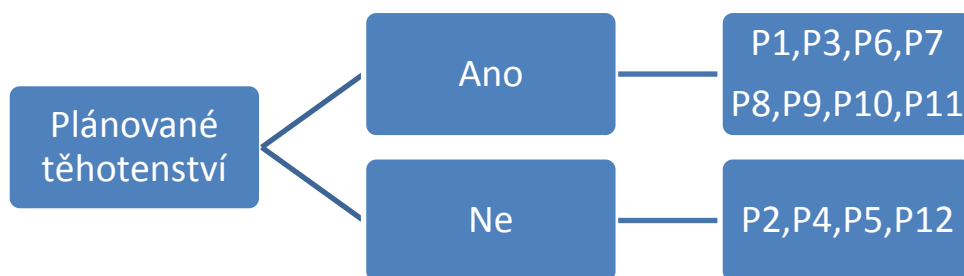 Plánované
těhotenství
Ano
P1,P3,P6,P7
P8,P9,P10,P11
Ne
P2,P4,P5,P12